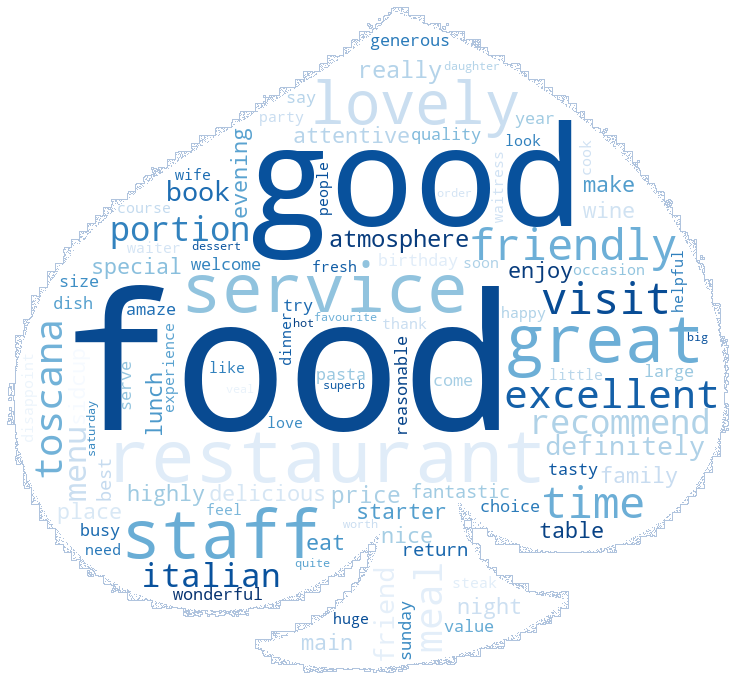 generous
really
daughter
say
lovely
party
year
attentive
quality
look
evening
good
people
order
waitress
cook
wife
book
make
course
portion
wine
atmosphere
friendly
waiter
dessert
special
welcome
fresh
birthday
soon
enjoy
occasion
helpful
size
service
visit
dish
amaze
try
food
hot
favourite
thank
happy
great
big
toscana
menu
sidcup
disappoint
saturday
serve
lunch
experience
like
dinner
pasta
superb
veal
reasonable
come
little
large
excellent
love
recommend
restaurant
definitely
best
tasty
family
highly
delicious
price
fantastic
choice
time
place
feel
worth
starter
busy
staff
nice
table
need
eat
return
quite
italian
wonderful
friend
meal
steak
huge
sunday
night
main
value